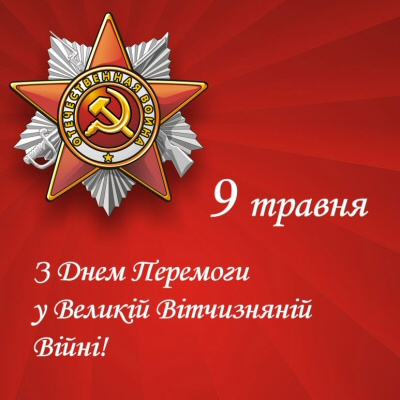 ОТЕЧЕСТВЕННАЯ ВОЙНА
9 травня
З Днем Перемоги
у Великій Вітчизняній
Війні!